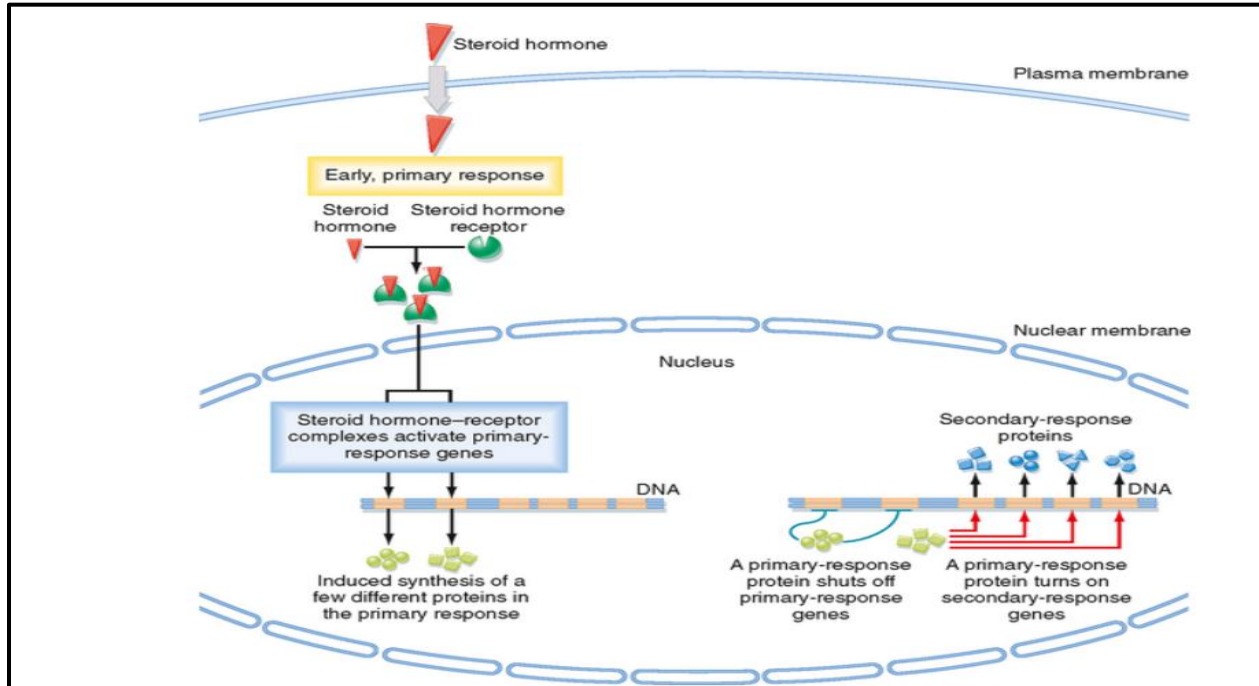 Steroid hormone
Plasma membrane
Early, primary response
Steroid
hormone
Steroid hormone
receptor
Nuclear membrane
Nucleus
Steroid hormone–receptor
complexes activate primary-
response genes
DNA
Induced synthesis of a
few different proteins in
the primary response
Secondary-response
proteins
DNA
A primary-response
protein shuts off
primary-response
genes
A primary-response
protein turns on
secondary-response
genes